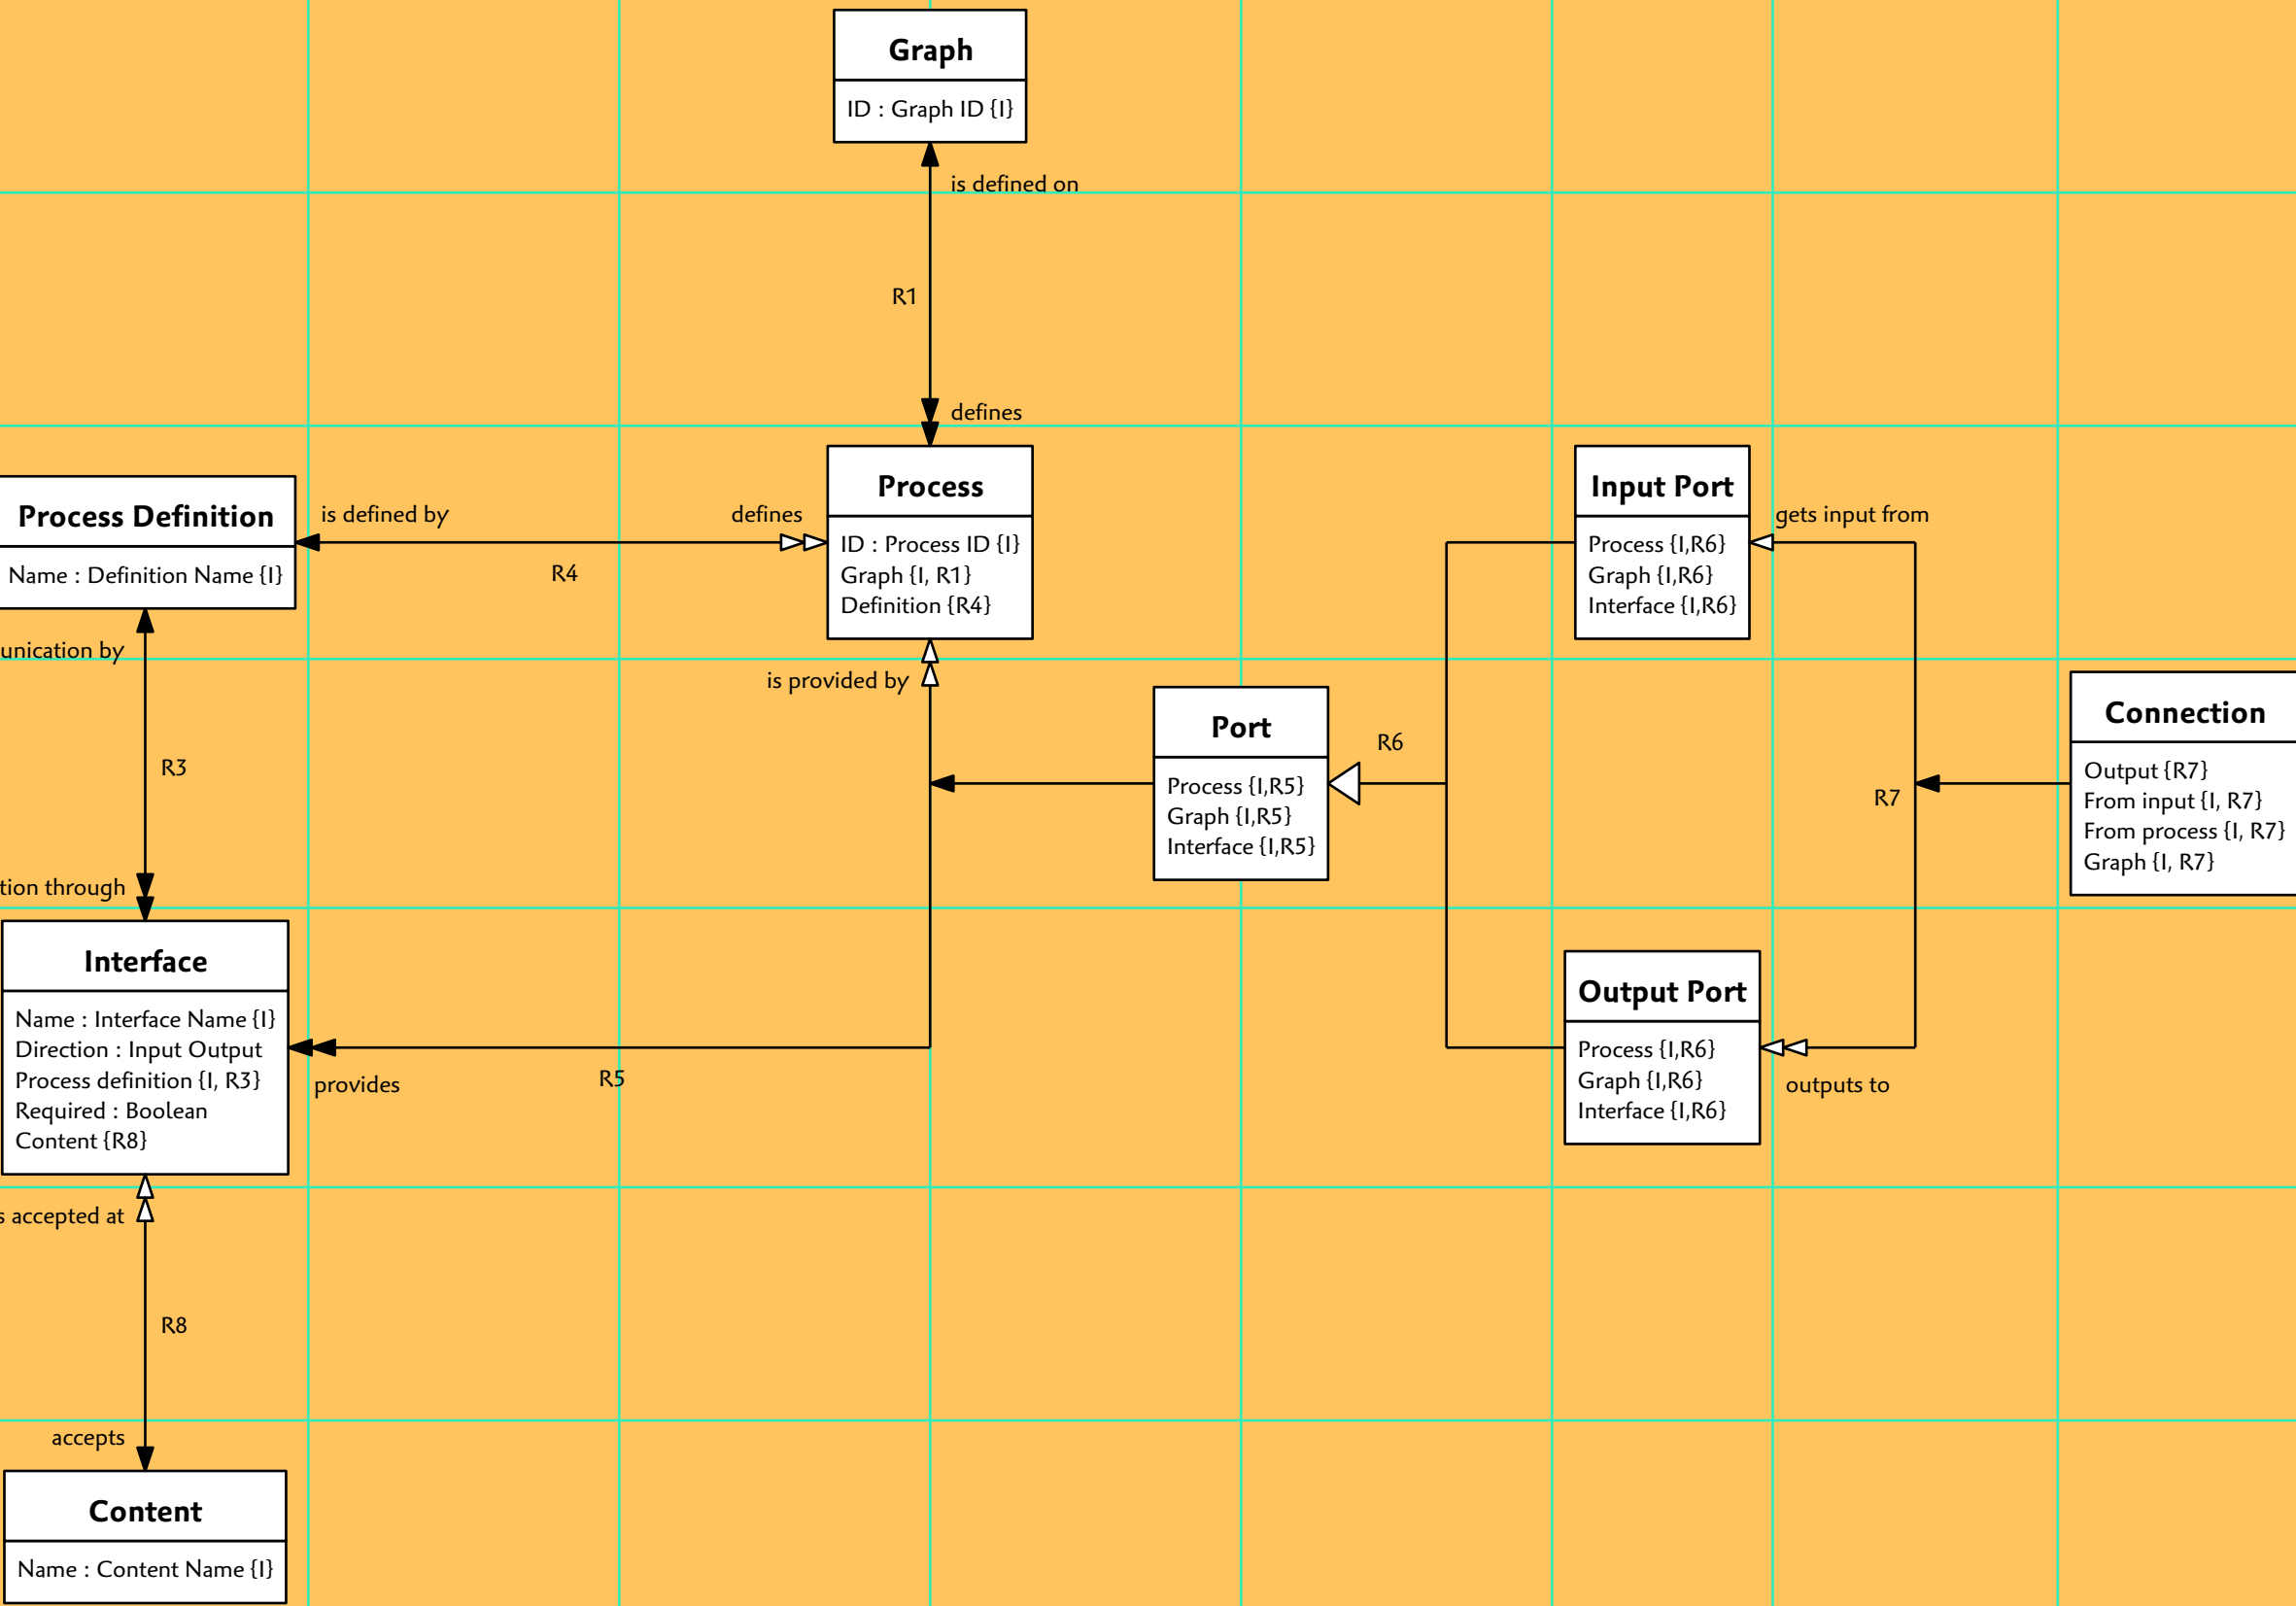 Graph
ID : Graph ID {I}
is defined on
R1
defines
Process
ID : Process ID {I}
Graph {I, R1}
Definition {R4}
Process Definition
Name : Definition Name {I}
is defined by
defines
R4
by
R3
through
Interface
Name : Interface Name {I}
Direction : Input Output
Process definition {I, R3}
Required : Boolean
Content {R8}
is provided by
provides
R5
Port
Process {I,R5}
Graph {I,R5}
Interface {I,R5}
R6
Input Port
Process {I,R6}
Graph {I,R6}
Interface {I,R6}
gets input from
R7
Connection
Output {R7}
From input {I, R7}
From process {I, R7}
Graph {I, R7}
Output Port
Process {I,R6}
Graph {I,R6}
Interface {I,R6}
outputs to
accepted at
R8
accepts
Content
Name : Content Name {I}